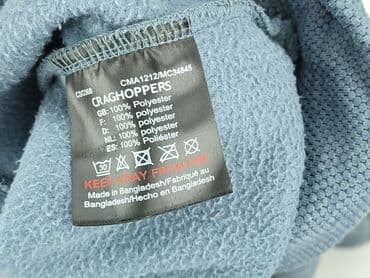 CMA1212/MC34845
CRAGHOPPERS
GB: 100% Polyester
F: 100% Polyester
D: 100% Polyester
NL: 100% Polyester
ES: 100% Poliéster
30
KEEP AWAY FROM FIRE
Made in Bangladesh/Fabriqué au
Bangladesh/Hecho en Bangladesh